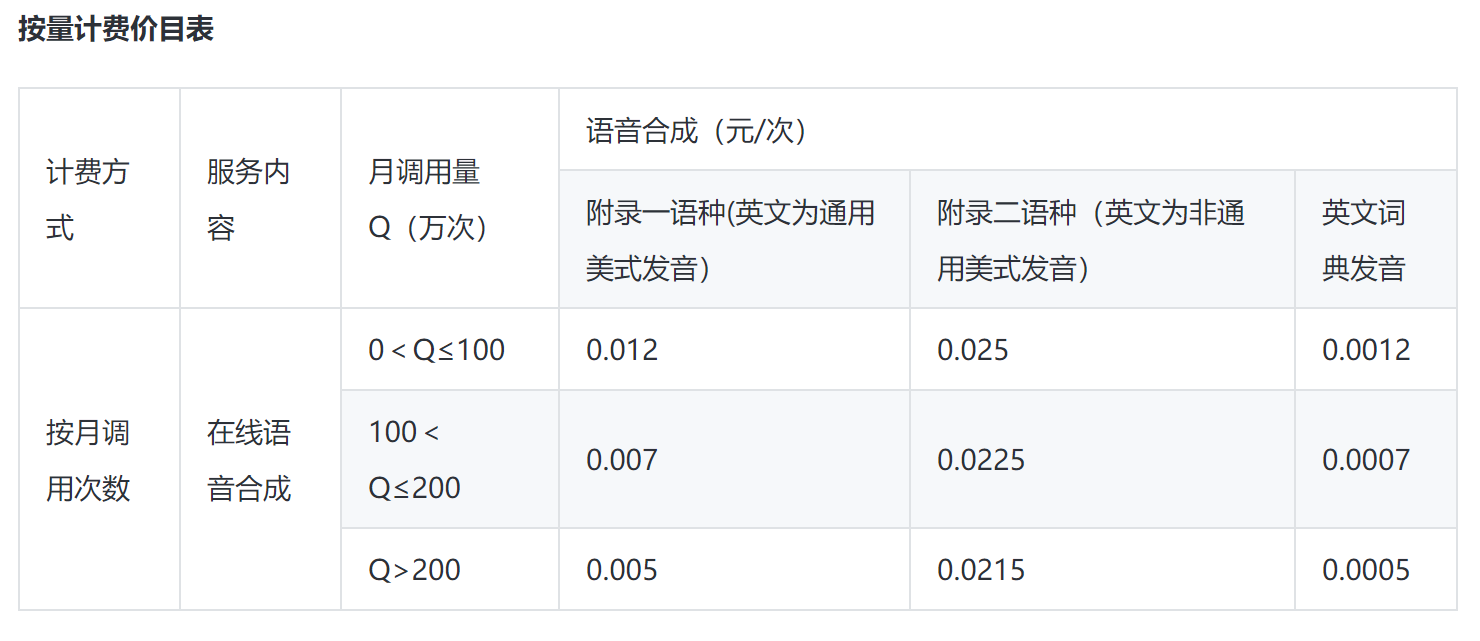 按量计费价目表
计费方
式
服务内
容
月调用量
Q（万次）
语音合成（元/次）
附录一语种(英文为通用
美式发音）
附录二语种（英文为非通
用美式发音）
英文词
典发音
按月调
用次数
在线语
音合成
0 < Q≤100
0.012
0.025
0.0012
100 <
Q≤200
0.007
0.0225
0.0007
Q>200
0.005
0.0215
0.0005